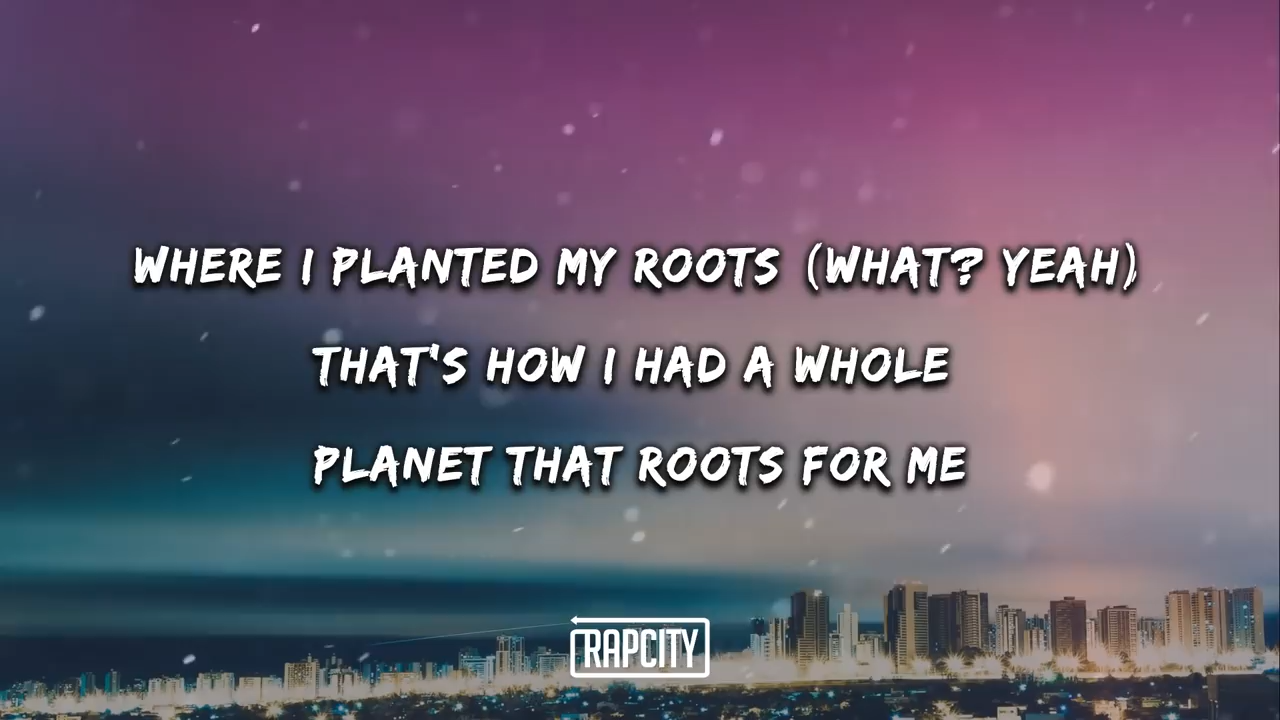 WHERE I PLANTED MY ROOTS (WHAT? YEAH)
THAT'S HOW I HAD A WHOLE
PLANET THAT ROOTS FOR ME
RAPCITY